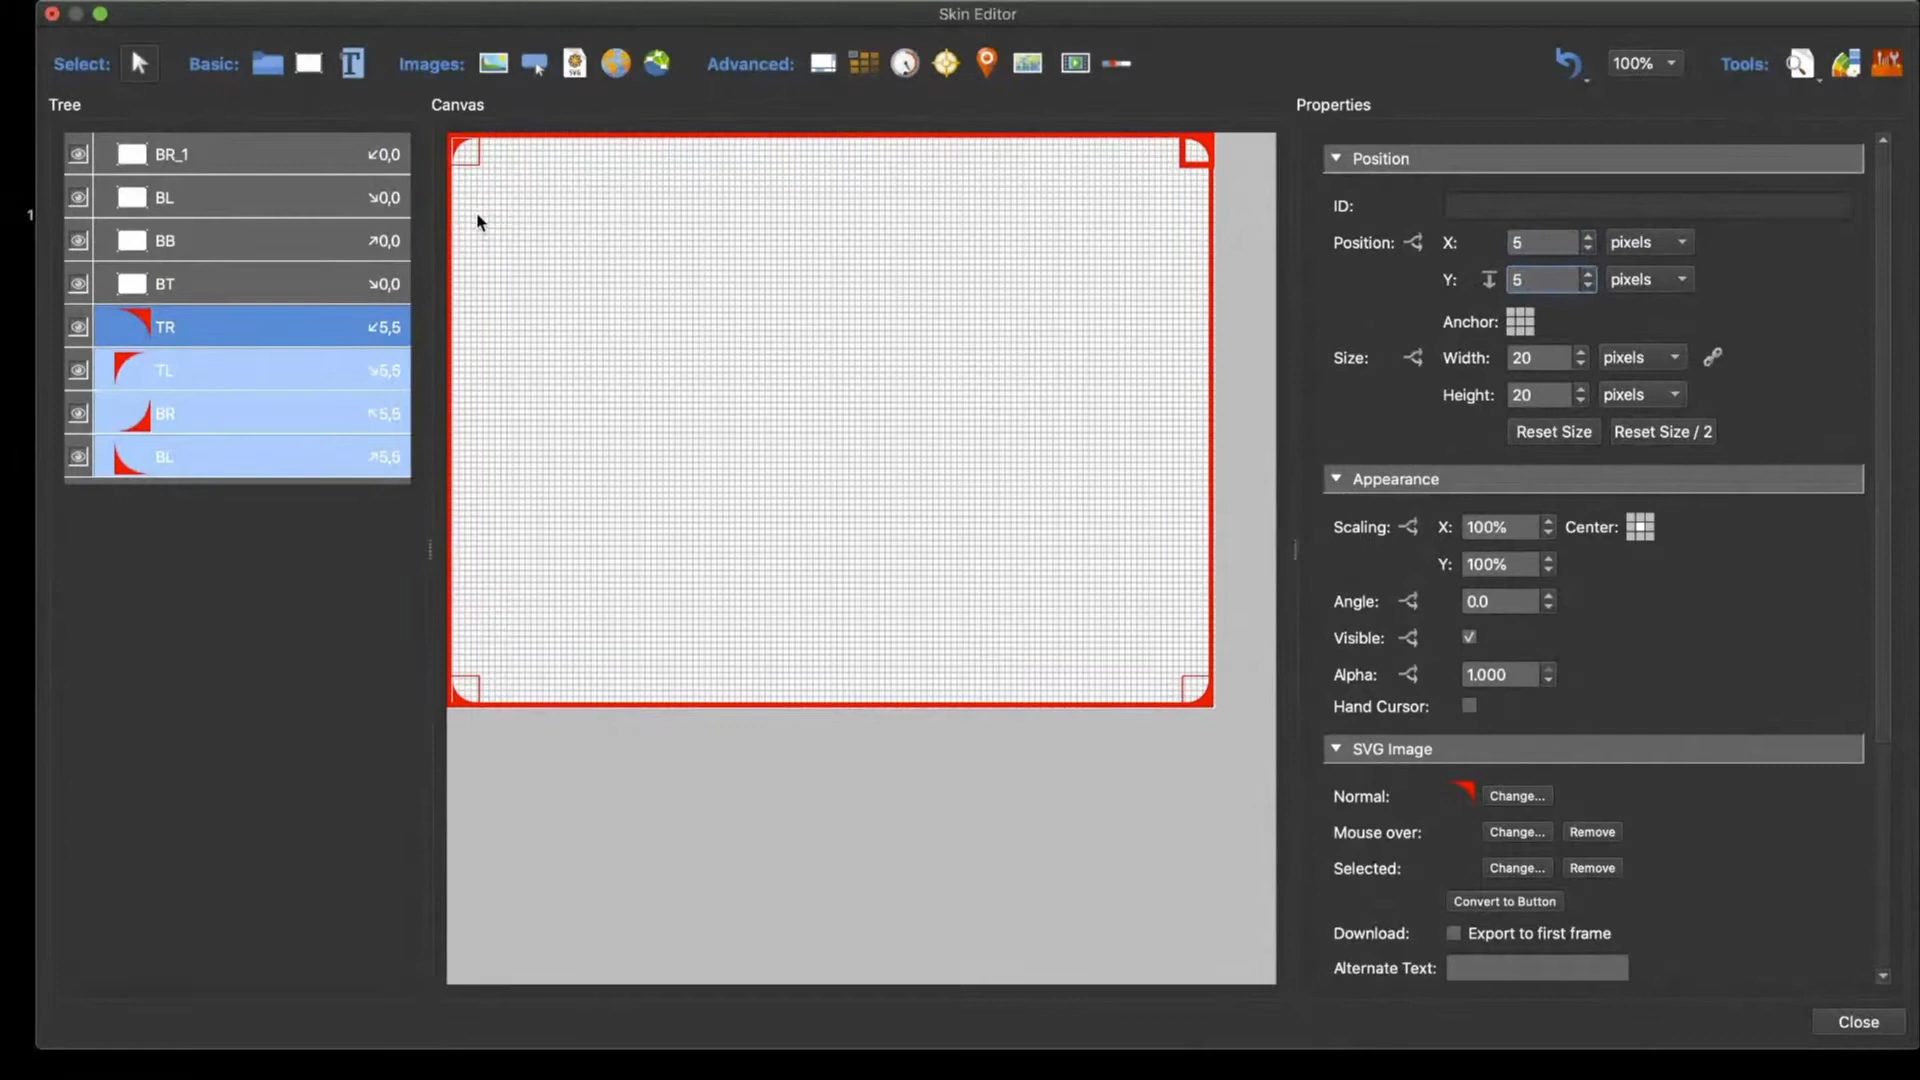 Skin Editor
Select: Basic: T Images: SVG Advanced: 100% Tools:
Tree
Canvas
Properties
1
BR_1 ↙0,0
BL ↘0,0
BB ↗0,0
BT ↘0,0
TR ↙5,5
TL ↘5,5
BR ↖5,5
BL ↗5,5
Position
ID:
Position: X: 5 pixels
Y: 5 pixels
Anchor:
Size: Width: 20 pixels
Height: 20 pixels
Reset Size Reset Size / 2
Appearance
Scaling: X: 100% Center:
Y: 100%
Angle: 0.0
Visible:
Alpha: 1.000
Hand Cursor:
SVG Image
Normal: Change...
Mouse over: Change... Remove
Selected: Change... Remove
Convert to Button
Download: Export to first frame
Alternate Text:
Close